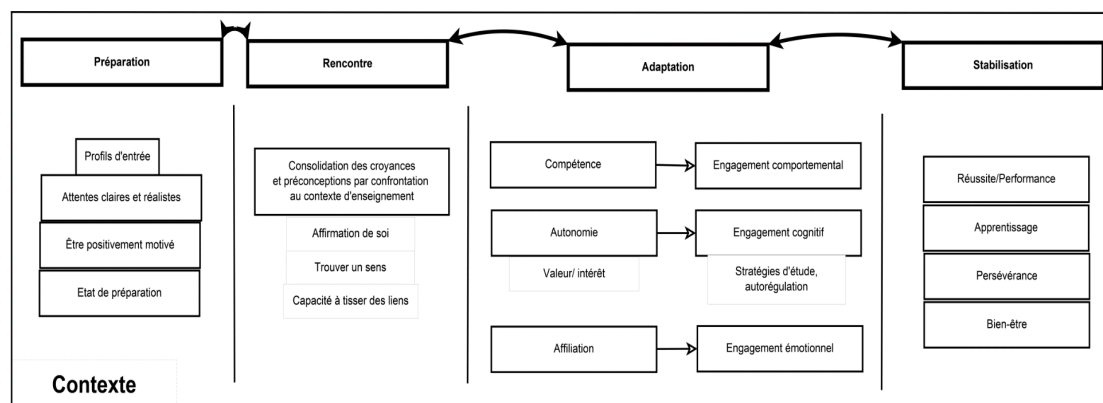 Préparation
Rencontre
Adaptation
Stabilisation
Profils d'entrée
Attentes claires et réalistes
Être positivement motivé
Etat de préparation
Consolidation des croyances
et préconceptions par confrontation
au contexte d'enseignement
Affirmation de soi
Trouver un sens
Capacité à tisser des liens
Compétence
Engagement comportemental
Autonomie
Engagement cognitif
Valeur/ intérêt
Stratégies d'étude,
autorégulation
Affiliation
Engagement émotionnel
Réussite/Performance
Apprentissage
Persévérance
Bien-être
Contexte